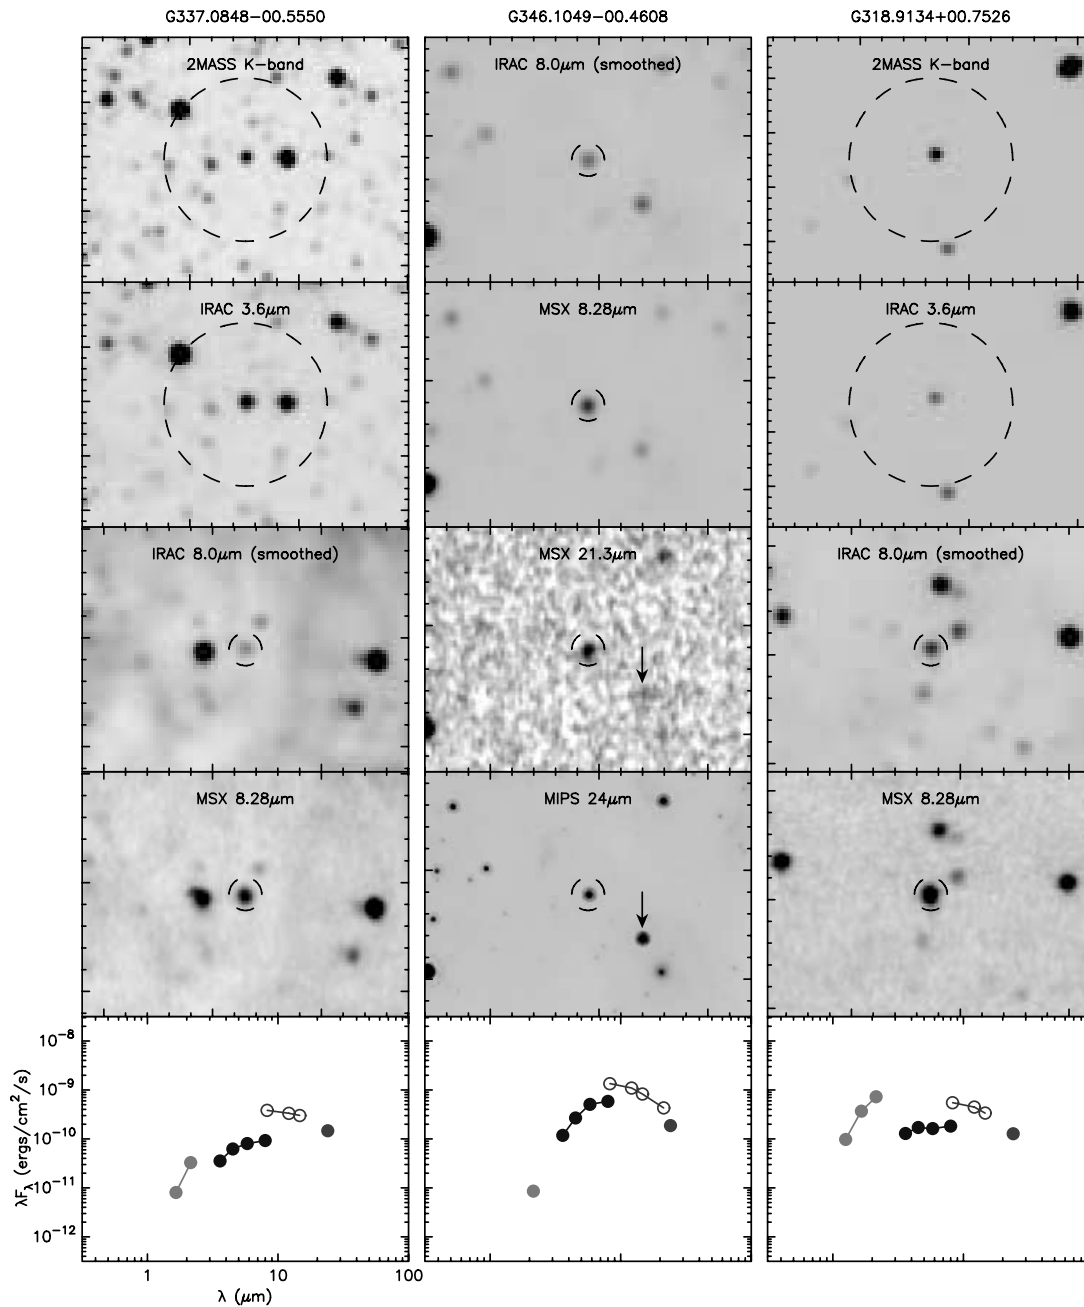 G337.0848−00.5550
G346.1049−00.4608
G318.9134+00.7526
2MASS K−band
IRAC 8.0μm (smoothed)
2MASS K−band
IRAC 3.6μm
MSX 8.28μm
IRAC 3.6μm
IRAC 8.0μm (smoothed)
MSX 21.3μm
IRAC 8.0μm (smoothed)
MSX 8.28μm
MIPS 24μm
MSX 8.28μm
λFλ (ergs/cm²/s)
10⁻⁸
10⁻⁹
10⁻¹⁰
10⁻¹¹
10⁻¹²
1
10
100
λ (μm)